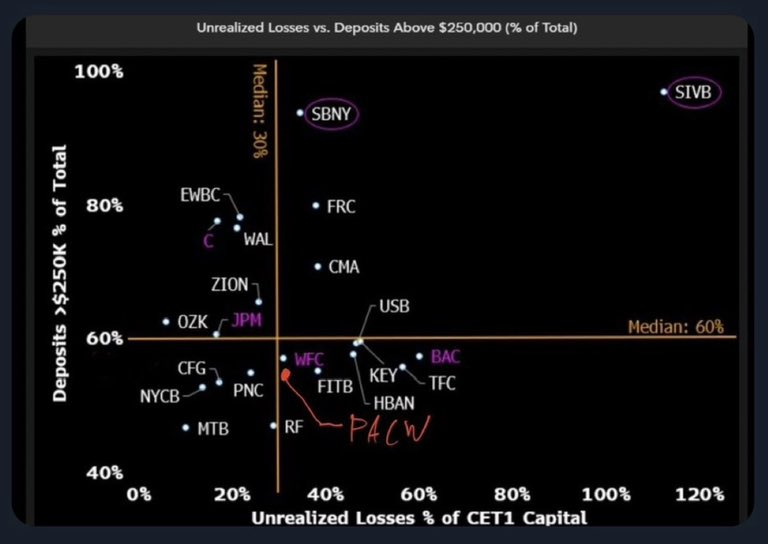 Unrealized Losses vs. Deposits Above $250,000 (% of Total)
100%
80%
60%
40%
Deposits >$250K % of Total
Median: 30%
SBNY
SIVB
EWBC
C
WAL
FRC
CMA
ZION
OZK
JPM
USB
Median: 60%
WFC
BAC
CFG
NYCB
PNC
FITB
KEY
TFC
HBAN
MTB
RF
PACW
0%
20%
40%
60%
80%
100%
120%
Unrealized Losses % of CET1 Capital